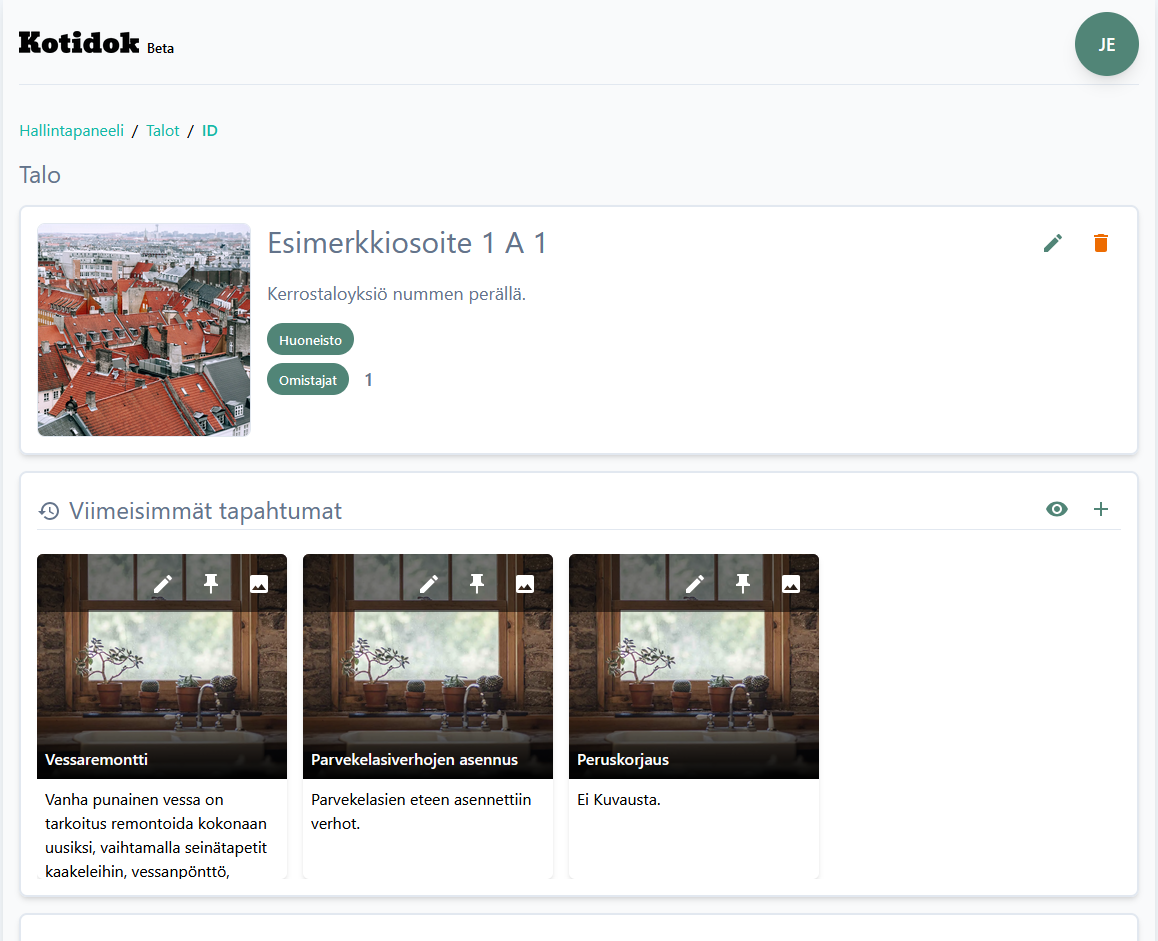 Kotidok Beta
JE
Hallintapaneeli / Talot / ID
Talo
Esimerkkiosoite 1 A 1
Kerrostaloyksiö nummen perällä.
Huoneisto
Omistajat 1
Viimeisimmät tapahtumat
Vessaremontti
Vanha punainen vessa on
tarkoitus remontoida kokonaan
uusiksi, vaihtamalla seinätapetit
kaakeleihin, vessanpönttö,
Parvekelasiverhojen asennus
Parvekelasien eteen asennettiin
verhot.
Peruskorjaus
Ei Kuvausta.